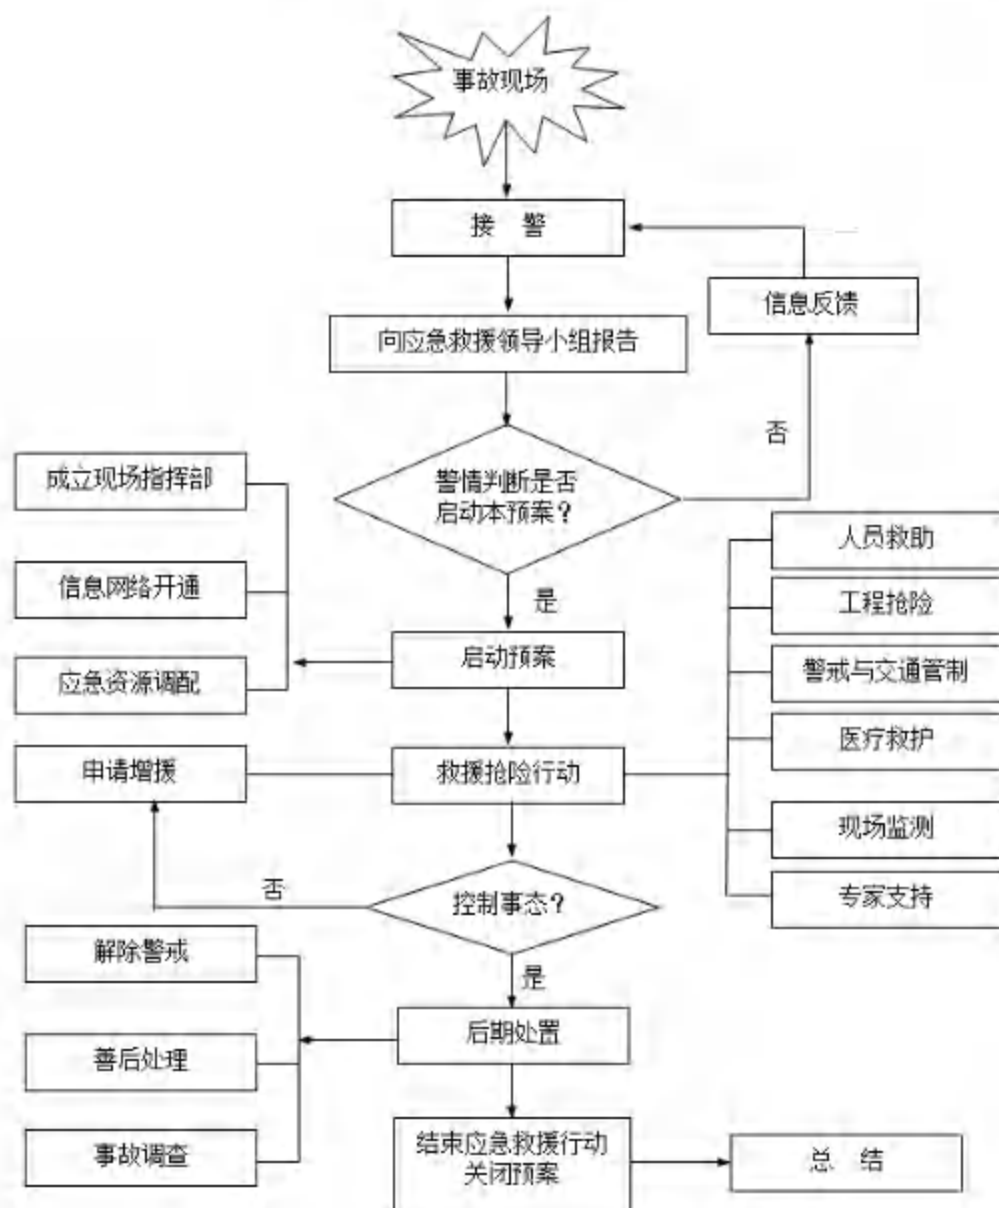 事故现场
接 警
信息反馈
向应急救援领导小组报告
否
警情判断是否
启动本预案？
成立现场指挥部
人员救助
信息网络开通
是
工程抢险
启动预案
警戒与交通管制
应急资源调配
医疗救护
申请增援
救援抢险行动
现场监测
否
控制事态？
专家支持
解除警戒
是
后期处置
善后处理
结束应急救援行动
关闭预案
事故调查
总 结